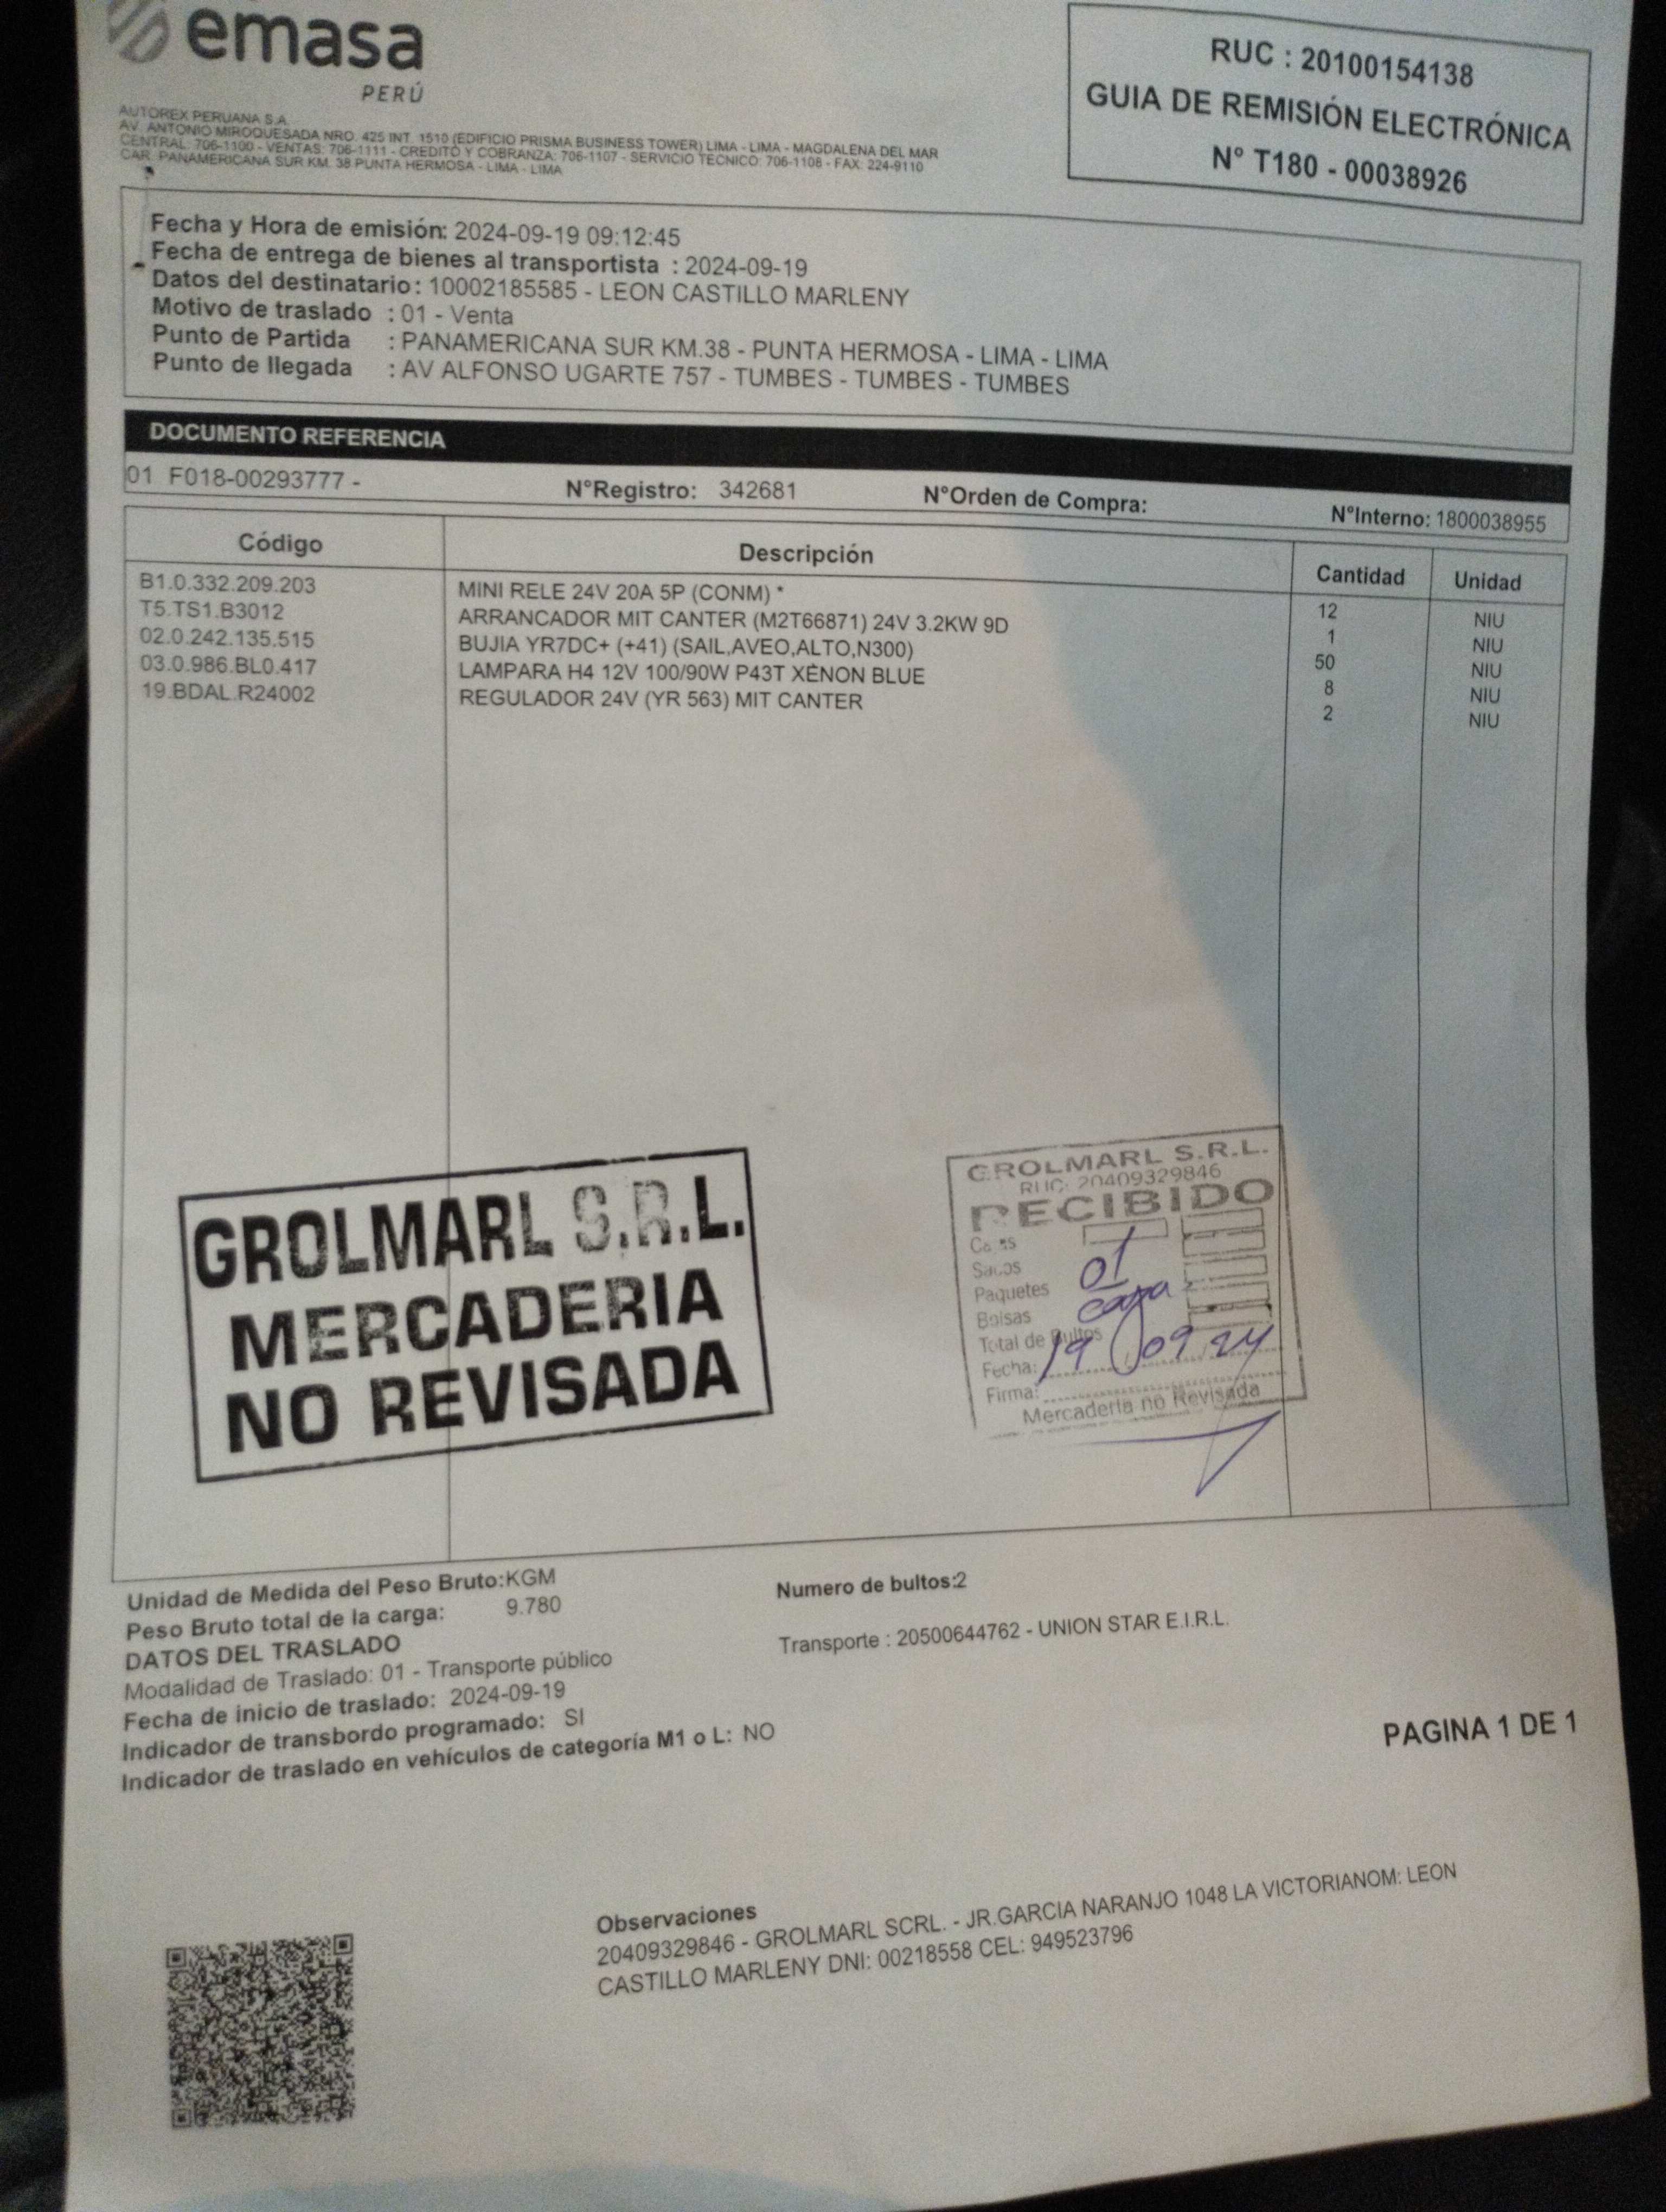 emasa
PERÚ
AUTOREX PERUANA S.A.
AV. ANTONIO MIROQUESADA NRO. 425 INT. 1510 (EDIFICIO PRISMA BUSINESS TOWER) LIMA - LIMA - MAGDALENA DEL MAR
CENTRAL: 706-1100 - VENTAS: 706-1111 - CREDITO Y COBRANZA: 706-1107 - SERVICIO TECNICO: 706-1108 - FAX: 224-9110
CAR. PANAMERICANA SUR KM. 38 PUNTA HERMOSA - LIMA - LIMA
RUC : 20100154138
GUIA DE REMISIÓN ELECTRÓNICA
N° T180 - 00038926
Fecha y Hora de emisión: 2024-09-19 09:12:45
Fecha de entrega de bienes al transportista : 2024-09-19
Datos del destinatario : 10002185585 - LEON CASTILLO MARLENY
Motivo de traslado : 01 - Venta
Punto de Partida : PANAMERICANA SUR KM.38 - PUNTA HERMOSA - LIMA - LIMA
Punto de llegada : AV ALFONSO UGARTE 757 - TUMBES - TUMBES - TUMBES
DOCUMENTO REFERENCIA
01 F018-00293777 - N°Registro: 342681 N°Orden de Compra: N°Interno: 1800038955
Código Descripción Cantidad Unidad
B1.0.332.209.203 MINI RELE 24V 20A 5P (CONM) * 12 NIU
T5.TS1.B3012 ARRANCADOR MIT CANTER (M2T66871) 24V 3.2KW 9D 1 NIU
02.0.242.135.515 BUJIA YR7DC+ (+41) (SAIL,AVEO,ALTO,N300) 50 NIU
03.0.986.BL0.417 LAMPARA H4 12V 100/90W P43T XENON BLUE 8 NIU
19.BDAL.R24002 REGULADOR 24V (YR 563) MIT CANTER 2 NIU
GROLMARL S.R.L.
MERCADERIA
NO REVISADA
GROLMARL S.R.L.
RUC: 20409329846
RECIBIDO
Cajas
Sacos 01
Paquetes caja
Bolsas
Total de Bultos
Fecha: 19 09 24
Firma:
Mercaderia no Revisada
Unidad de Medida del Peso Bruto:KGM Numero de bultos:2
Peso Bruto total de la carga: 9.780
DATOS DEL TRASLADO Transporte : 20500644762 - UNION STAR E.I.R.L.
Modalidad de Traslado: 01 - Transporte público
Fecha de inicio de traslado: 2024-09-19
Indicador de transbordo programado: SI
Indicador de traslado en vehículos de categoría M1 o L: NO
PAGINA 1 DE 1
Observaciones
20409329846 - GROLMARL SCRL. - JR.GARCIA NARANJO 1048 LA VICTORIANOM: LEON
CASTILLO MARLENY DNI: 00218558 CEL: 949523796